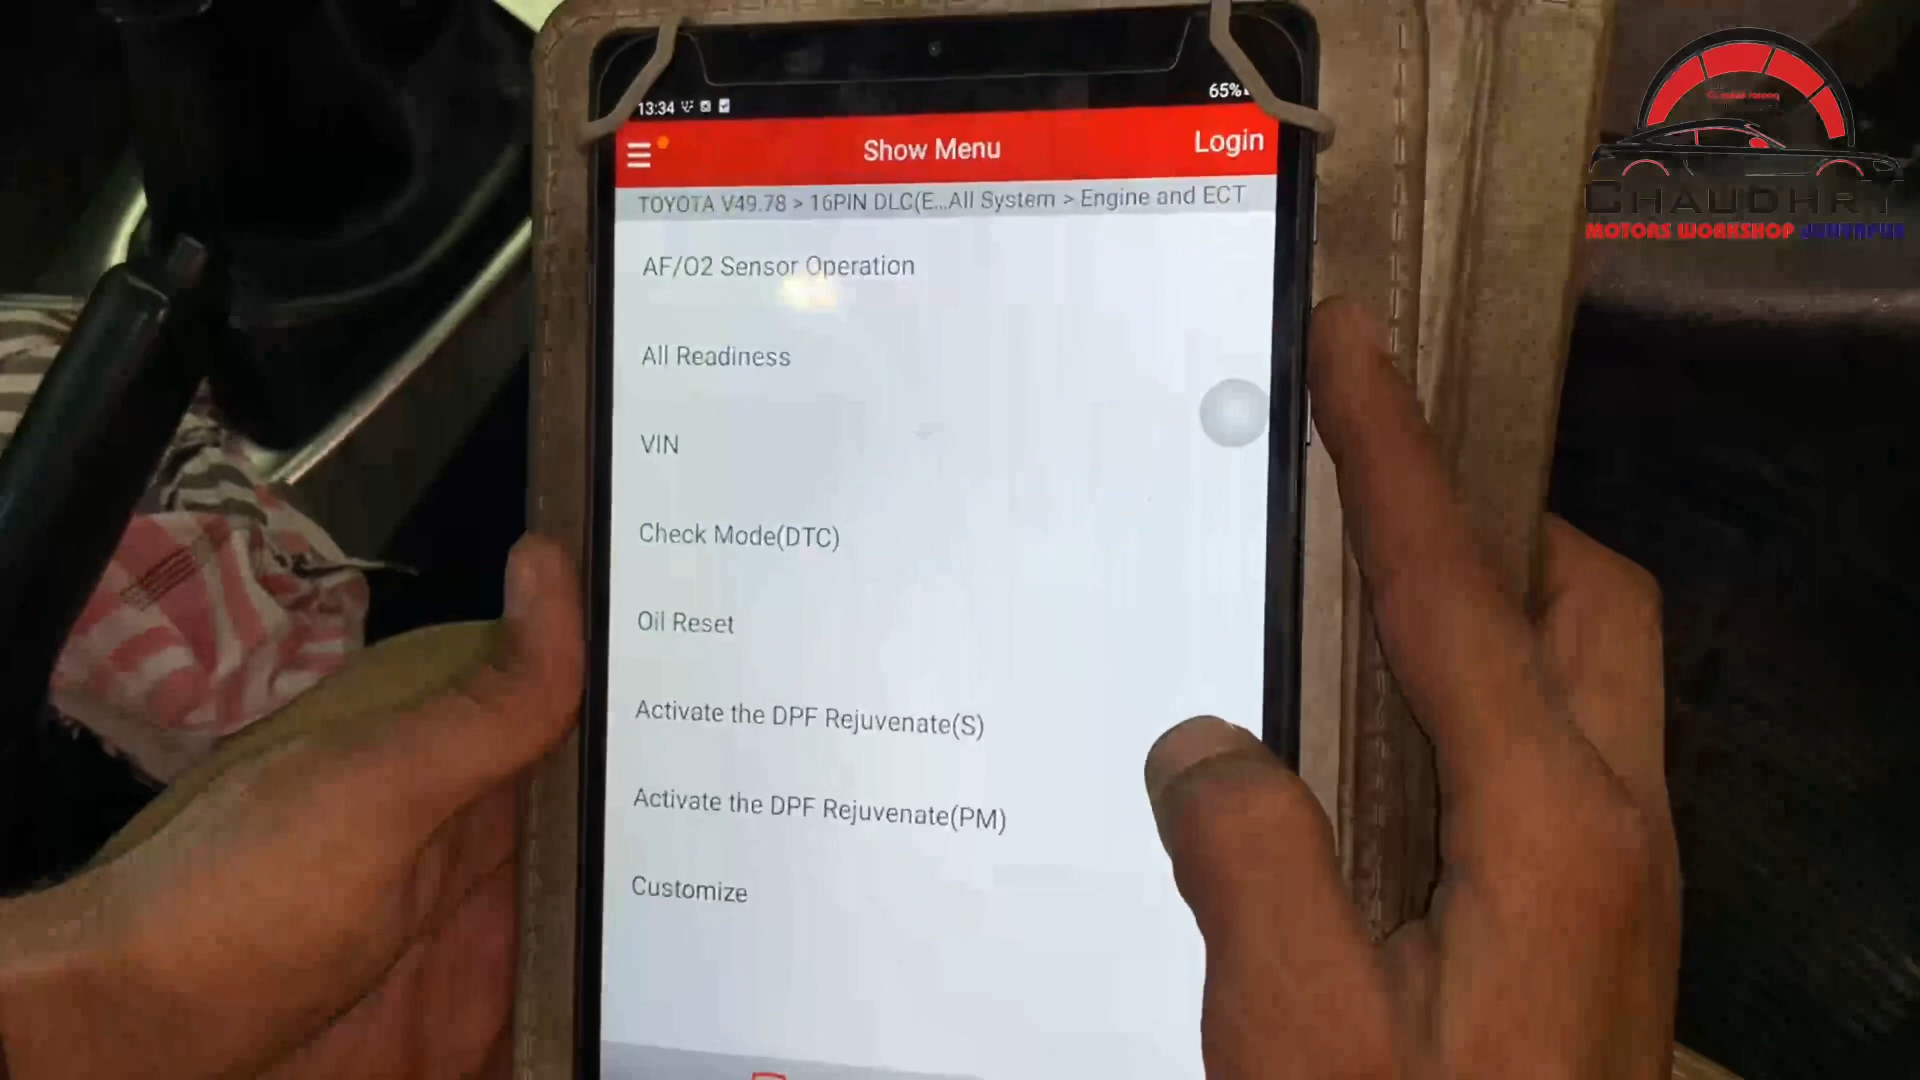 13:34
65%
Show Menu
Login
TOYOTA V49.78 > 16PIN DLC(E...All System > Engine and ECT
AF/O2 Sensor Operation
All Readiness
VIN
Check Mode(DTC)
Oil Reset
Activate the DPF Rejuvenate(S)
Activate the DPF Rejuvenate(PM)
Customize
CHAUDHRY
MOTORS WORKSHOP